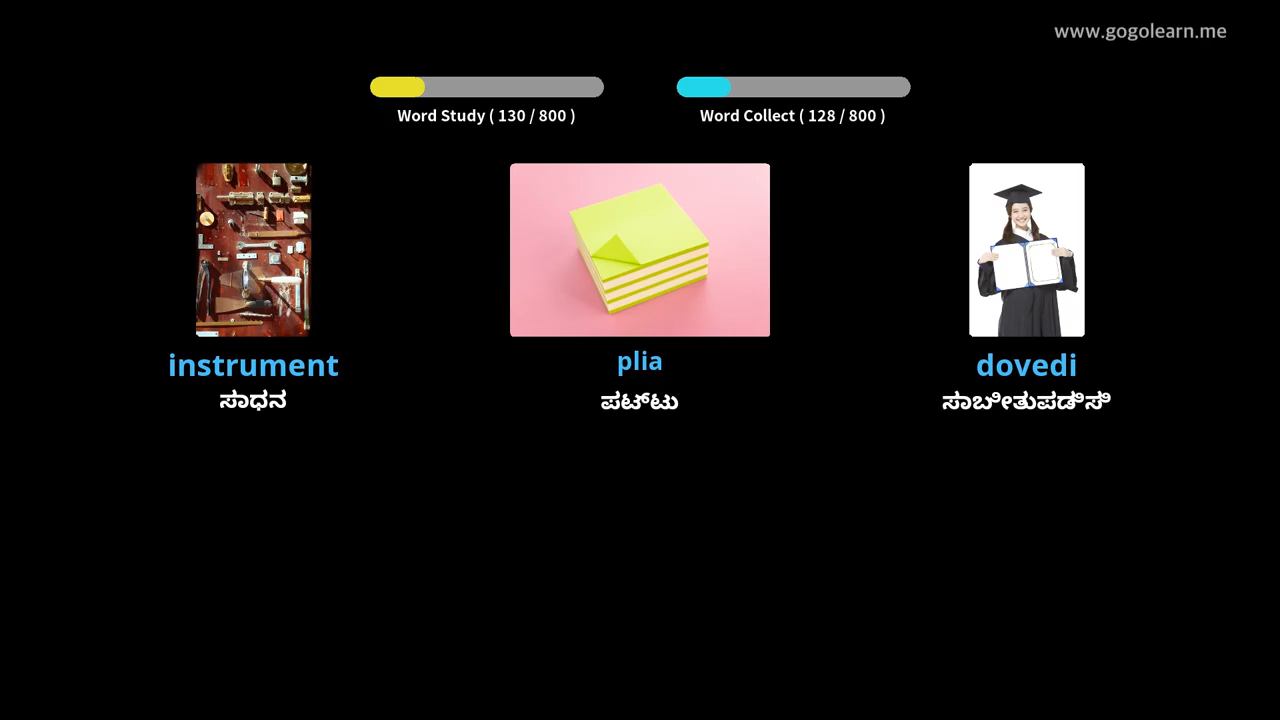 www.gogolearn.me
Word Study ( 130 / 800 )
Word Collect ( 128 / 800 )
instrument
plia
dovedi
ಸಾಧನ
ಪಟ್ಟು
ಸಾಬೀತುಪಡಿಸಿ